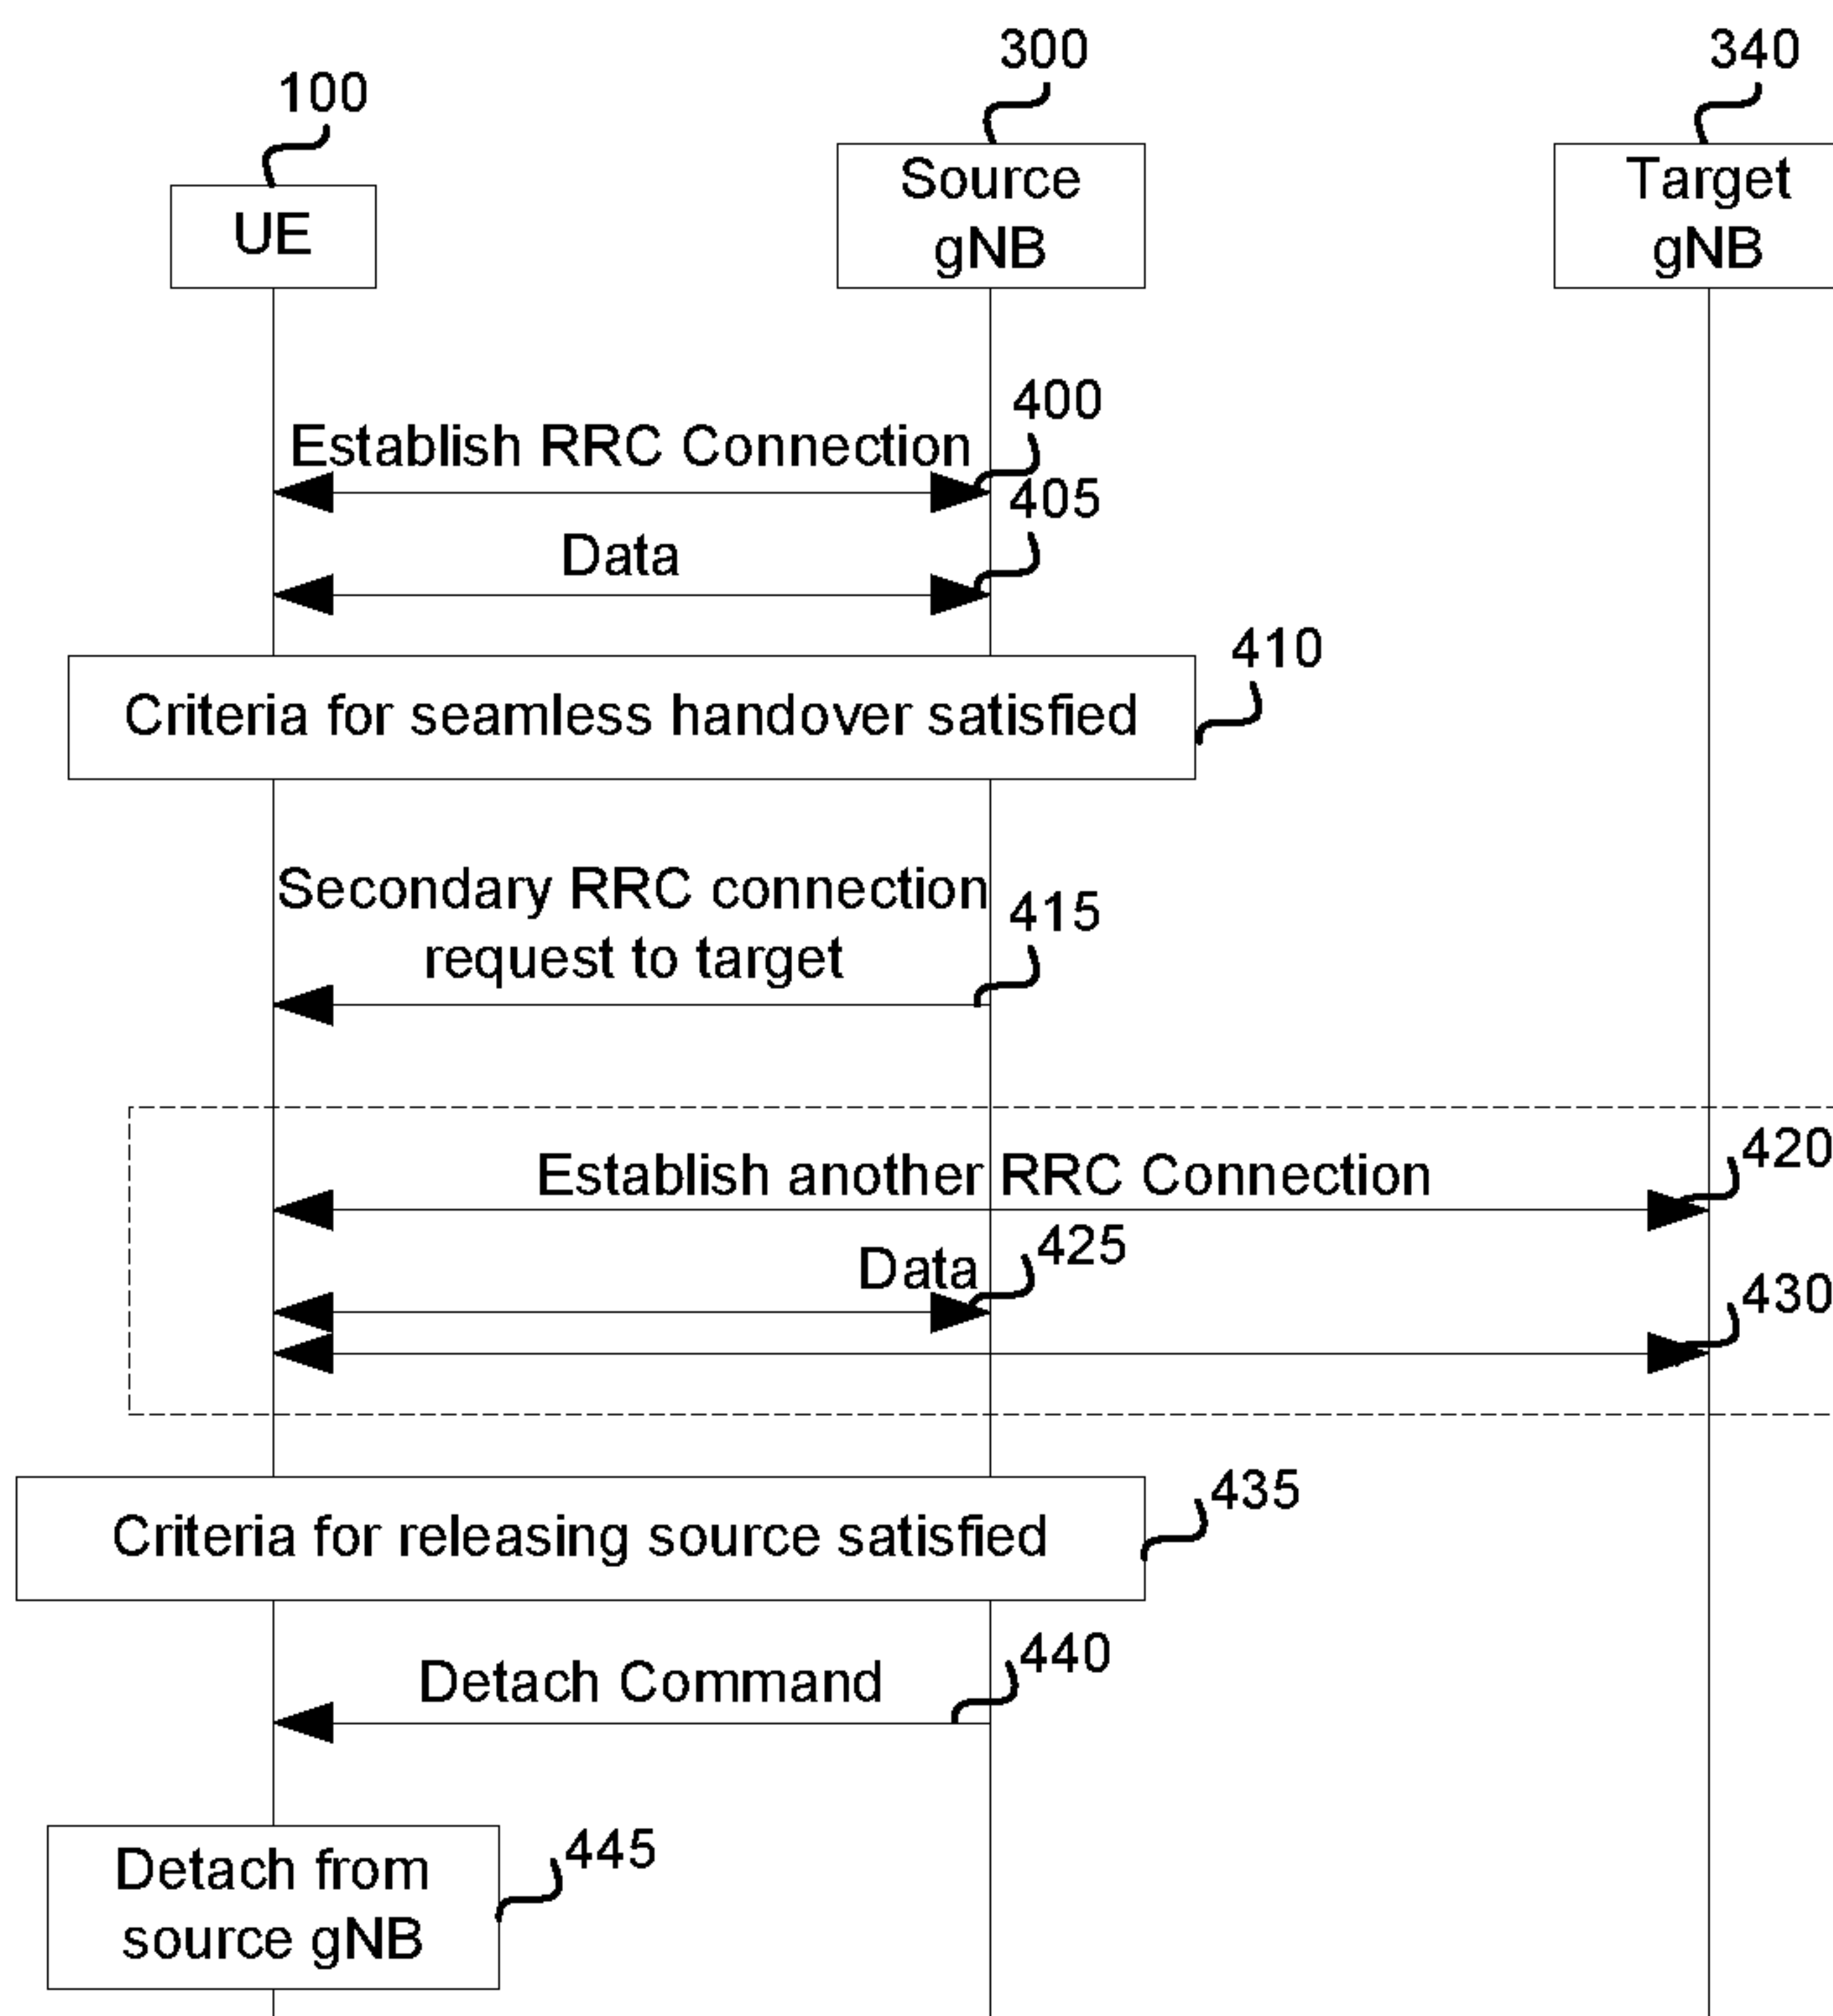 100
300
340
UE
Source
gNB
Target
gNB
400
Establish RRC Connection
405
Data
410
Criteria for seamless handover satisfied
Secondary RRC connection
request to target
415
420
Establish another RRC Connection
425
Data
430
435
Criteria for releasing source satisfied
440
Detach Command
445
Detach from
source gNB